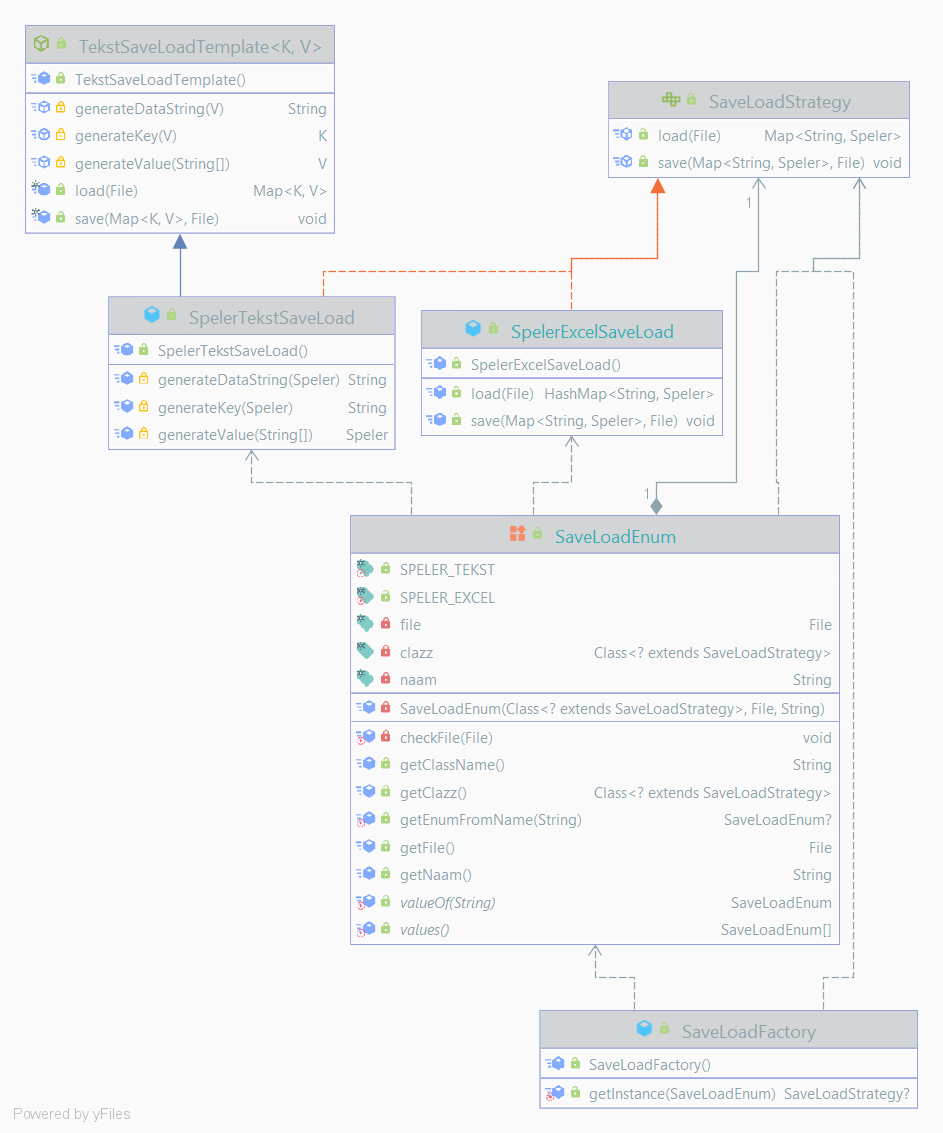 TekstSaveLoadTemplate<K, V>
TekstSaveLoadTemplate()
generateDataString(V) String
generateKey(V) K
generateValue(String[]) V
load(File) Map<K, V>
save(Map<K, V>, File) void
SaveLoadStrategy
load(File) Map<String, Speler>
save(Map<String, Speler>, File) void
1
SpelerTekstSaveLoad
SpelerTekstSaveLoad()
generateDataString(Speler) String
generateKey(Speler) String
generateValue(String[]) Speler
SpelerExcelSaveLoad
SpelerExcelSaveLoad()
load(File) HashMap<String, Speler>
save(Map<String, Speler>, File) void
1
SaveLoadEnum
SPELER_TEKST
SPELER_EXCEL
file File
clazz Class<? extends SaveLoadStrategy>
naam String
SaveLoadEnum(Class<? extends SaveLoadStrategy>, File, String)
checkFile(File) void
getClassName() String
getClazz() Class<? extends SaveLoadStrategy>
getEnumFromName(String) SaveLoadEnum?
getFile() File
getNaam() String
valueOf(String) SaveLoadEnum
values() SaveLoadEnum[]
SaveLoadFactory
SaveLoadFactory()
getInstance(SaveLoadEnum) SaveLoadStrategy?
Powered by yFiles